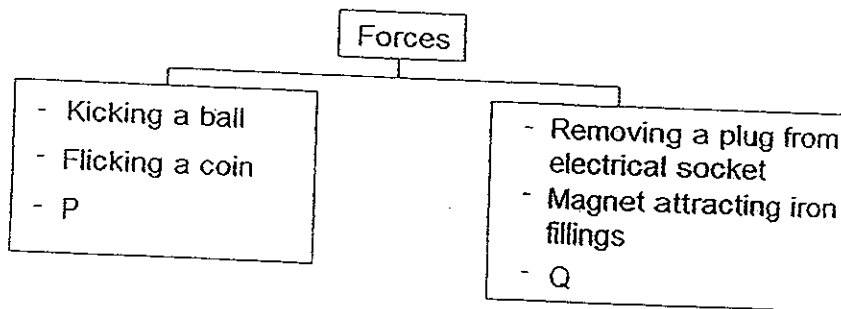 Forces
- Kicking a ball
- Flicking a coin
- P
- Removing a plug from
electrical socket
- Magnet attracting iron
fillings
- Q